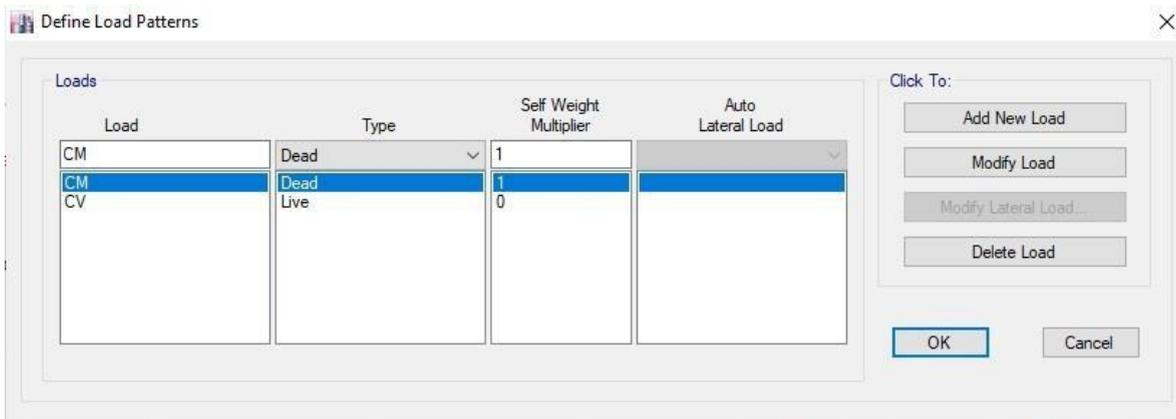 Define Load Patterns
Loads
Load
Type
Self Weight
Multiplier
Auto
Lateral Load
CM
Dead
1
CM
Dead
1
CV
Live
0
Click To:
Add New Load
Modify Load
Modify Lateral Load...
Delete Load
OK
Cancel